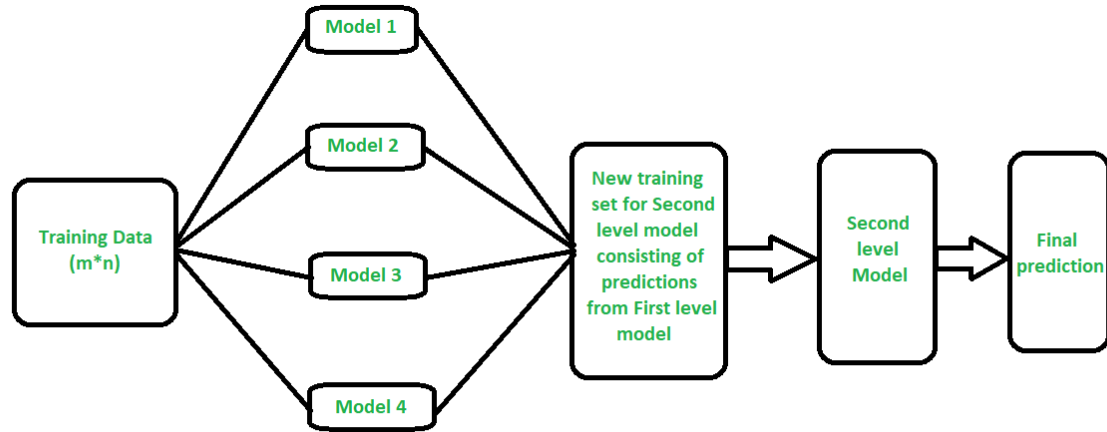 Training Data
(m*n)
Model 1
Model 2
Model 3
Model 4
New training
set for Second
level model
consisting of
predictions
from First level
model
Second
level
Model
Final
prediction